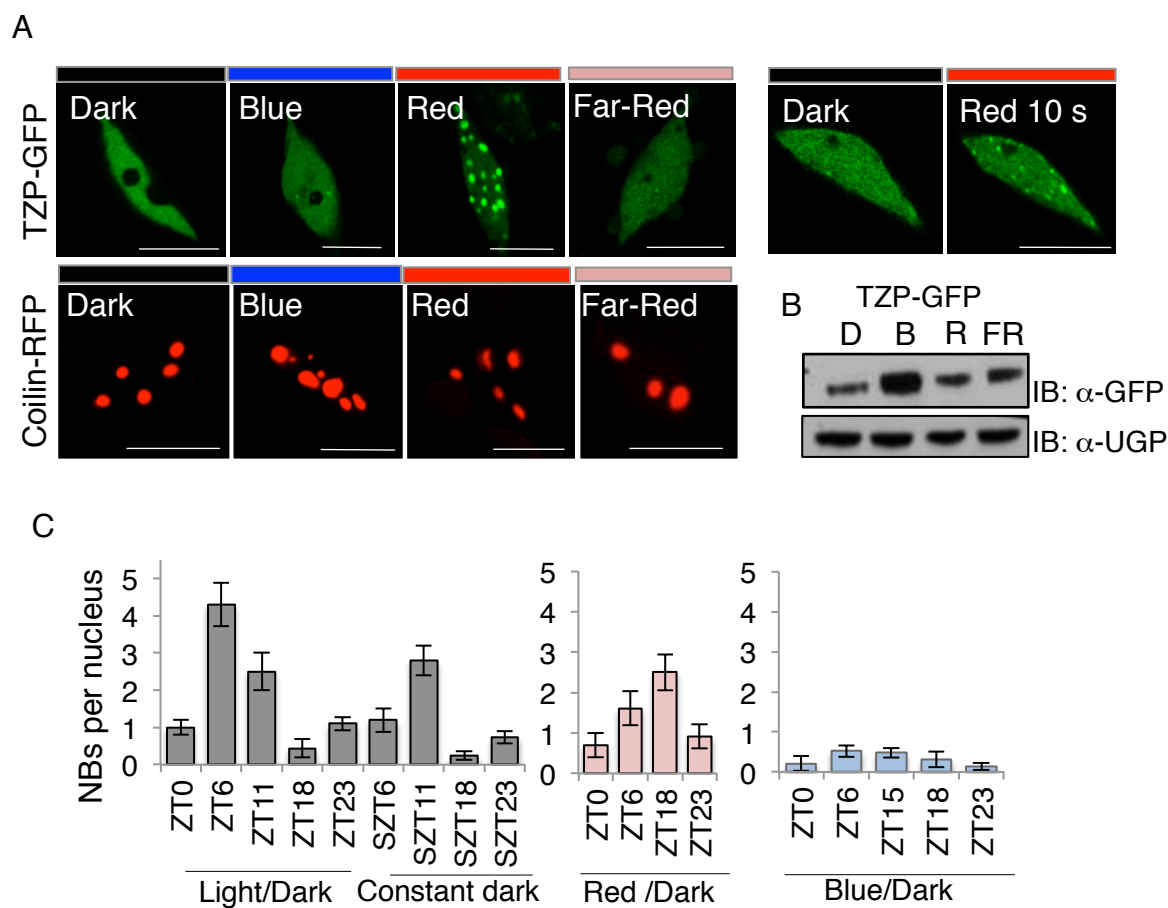 A
TZP-GFP
Dark
Blue
Red
Far-Red
Dark
Red 10 s
Coilin-RFP
Dark
Blue
Red
Far-Red
B
TZP-GFP
D B R FR
IB: α-GFP
IB: α-UGP
C
NBs per nucleus
5
4
3
2
1
0
ZT0
ZT6
ZT11
ZT18
ZT23
SZT6
SZT11
SZT18
SZT23
Light/Dark
Constant dark
5
4
3
2
1
0
ZT0
ZT6
ZT18
ZT23
Red /Dark
5
4
3
2
1
0
ZT0
ZT6
ZT15
ZT18
ZT23
Blue/Dark